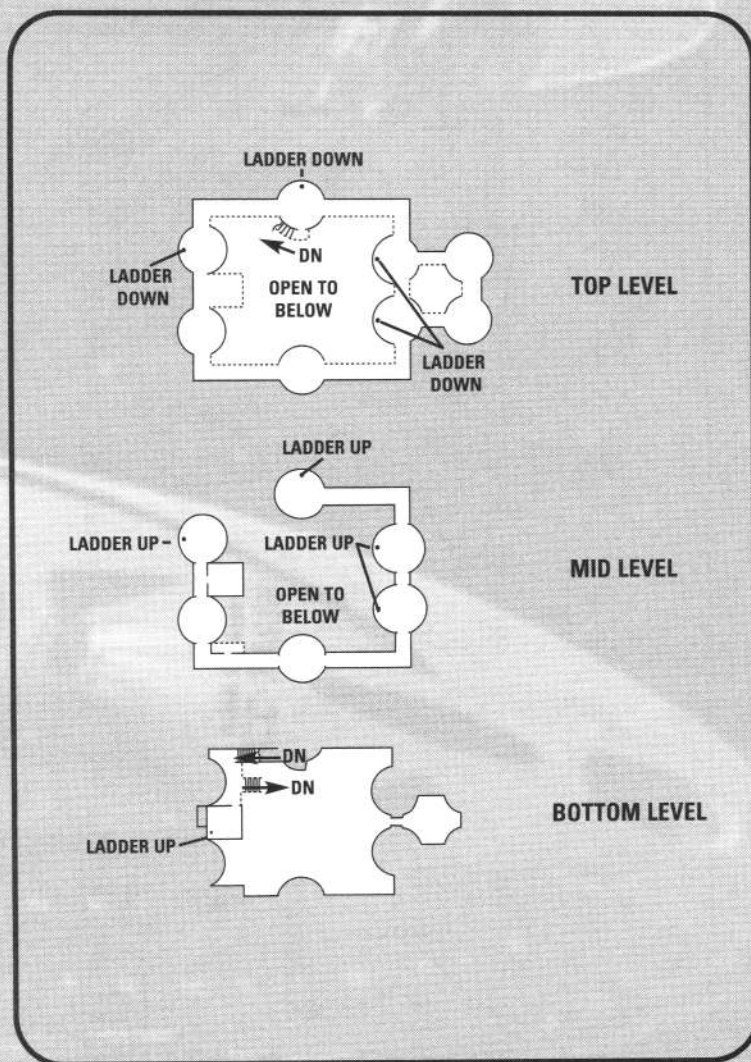 LADDER DOWN
DN
LADDER
DOWN
OPEN TO
BELOW
TOP LEVEL
LADDER
DOWN
LADDER UP
LADDER UP
LADDER UP
OPEN TO
BELOW
MID LEVEL
DN
DN
LADDER UP
BOTTOM LEVEL